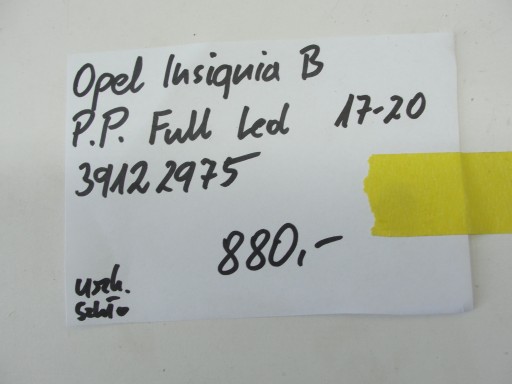 Opel Insignia B
P.P. Full Led 17-20
39122975
880,-
uszk.
Szkło